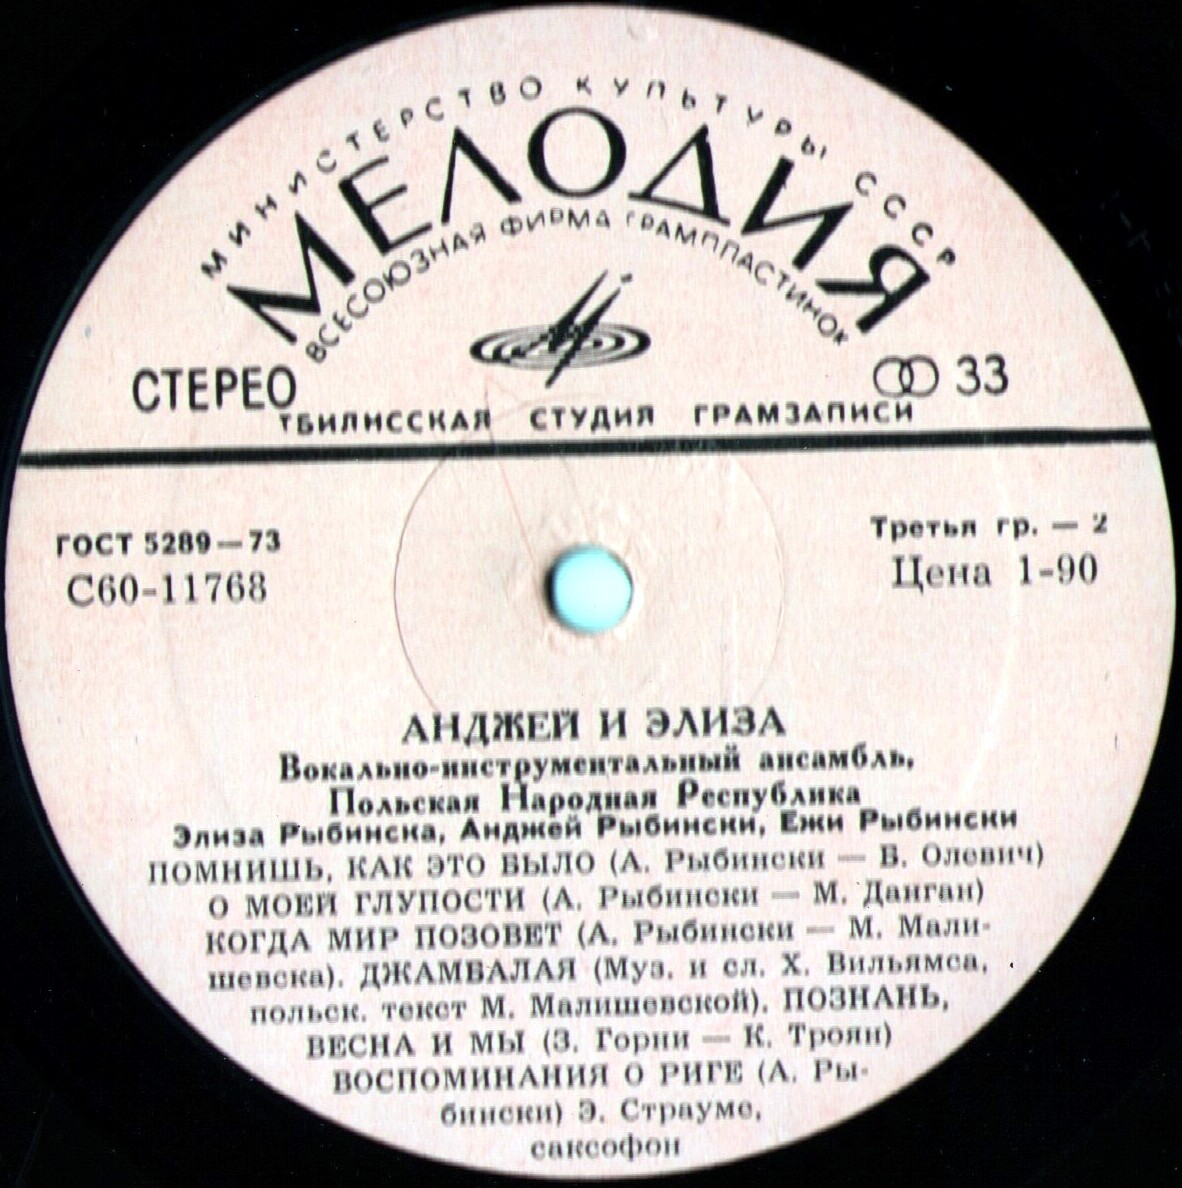 МИНИСТЕРСТВО КУЛЬТУРЫ СССР
МЕЛОДИЯ
ВСЕСОЮЗНАЯ ФИРМА ГРАМПЛАСТИНОК
СТЕРЕО
33
ТБИЛИССКАЯ СТУДИЯ ГРАМЗАПИСИ
ГОСТ 5289—73
Третья гр. — 2
С60-11768
Цена 1-90
АНДЖЕЙ И ЭЛИЗА
Вокально-инструментальный ансамбль,
Польская Народная Республика
Элиза Рыбинска, Анджей Рыбински, Ежи Рыбински
ПОМНИШЬ, КАК ЭТО БЫЛО (А. Рыбински — В. Олевич)
О МОЕЙ ГЛУПОСТИ (А. Рыбински — М. Данган)
КОГДА МИР ПОЗОВЕТ (А. Рыбински — М. Мали-
шевска). ДЖАМБАЛАЯ (Муз. и сл. Х. Вильямса,
польск. текст М. Малишевской). ПОЗНАНЬ,
ВЕСНА И МЫ (З. Горни — К. Троян)
ВОСПОМИНАНИЯ О РИГЕ (А. Ры-
бински) Э. Страуме,
саксофон